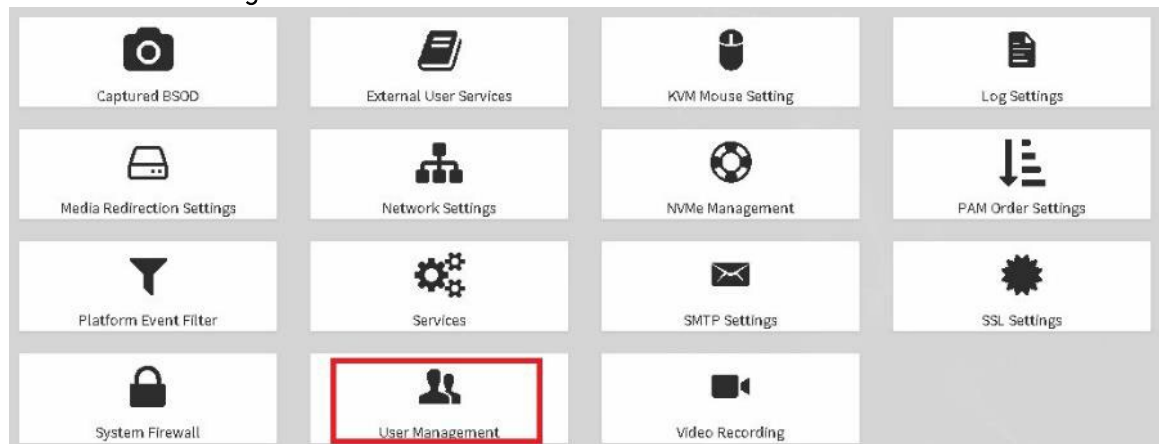 Captured BSOD
External User Services
KVM Mouse Setting
Log Settings
Media Redirection Settings
Network Settings
NVMe Management
PAM Order Settings
Platform Event Filter
Services
SMTP Settings
SSL Settings
System Firewall
User Management
Video Recording